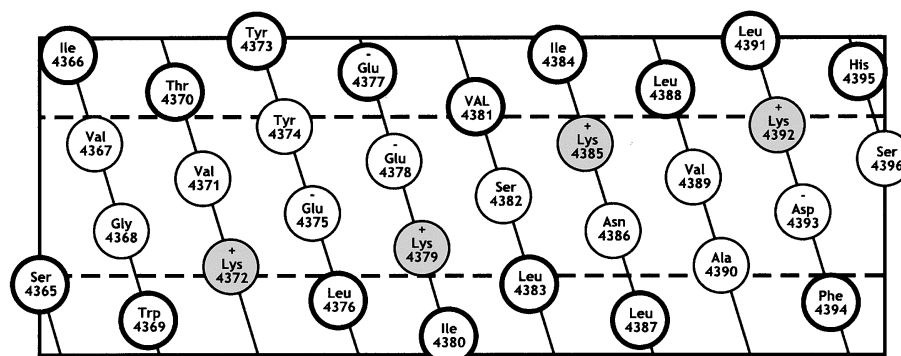 Ile
4366
Val
4367
Gly
4368
Ser
4365
Trp
4369
Thr
4370
Val
4371
+
Lys
4372
Tyr
4373
Tyr
4374
-
Glu
4375
Leu
4376
-
Glu
4377
-
Glu
4378
+
Lys
4379
Ile
4380
VAL
4381
Ser
4382
Leu
4383
Ile
4384
+
Lys
4385
Asn
4386
Leu
4387
Leu
4388
Val
4389
Ala
4390
Leu
4391
+
Lys
4392
-
Asp
4393
Phe
4394
His
4395
Ser
4396